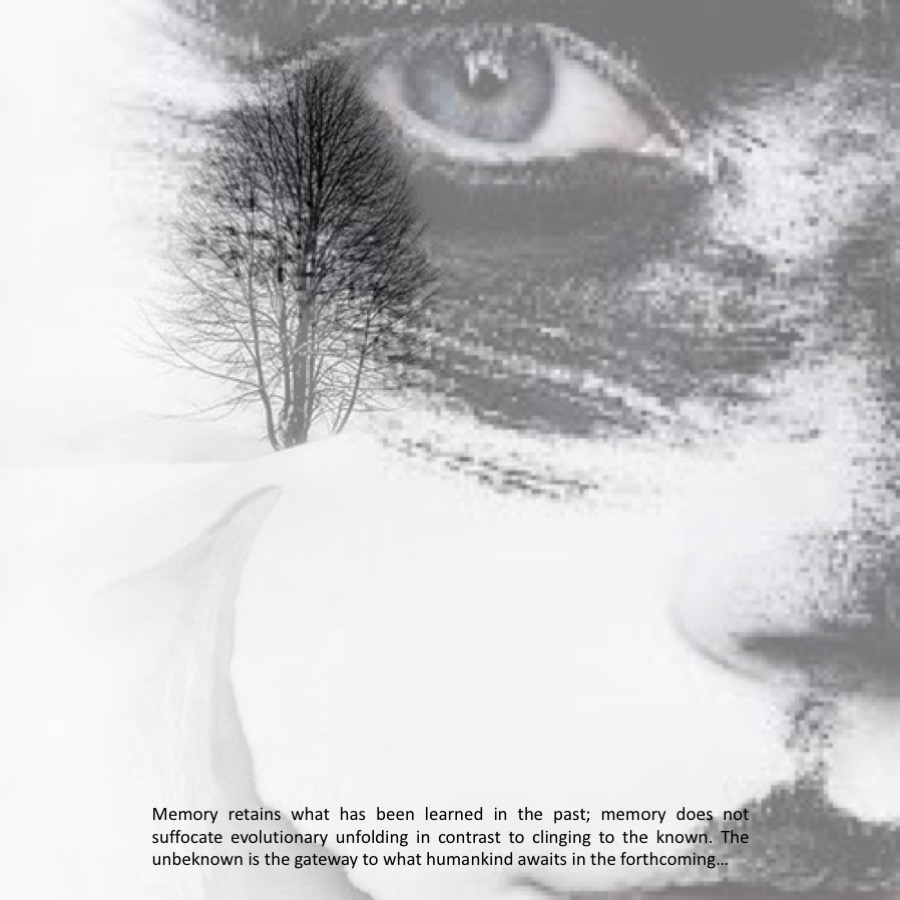 Memory retains what has been learned in the past; memory does not
suffocate evolutionary unfolding in contrast to clinging to the known. The
unbeknown is the gateway to what humankind awaits in the forthcoming…